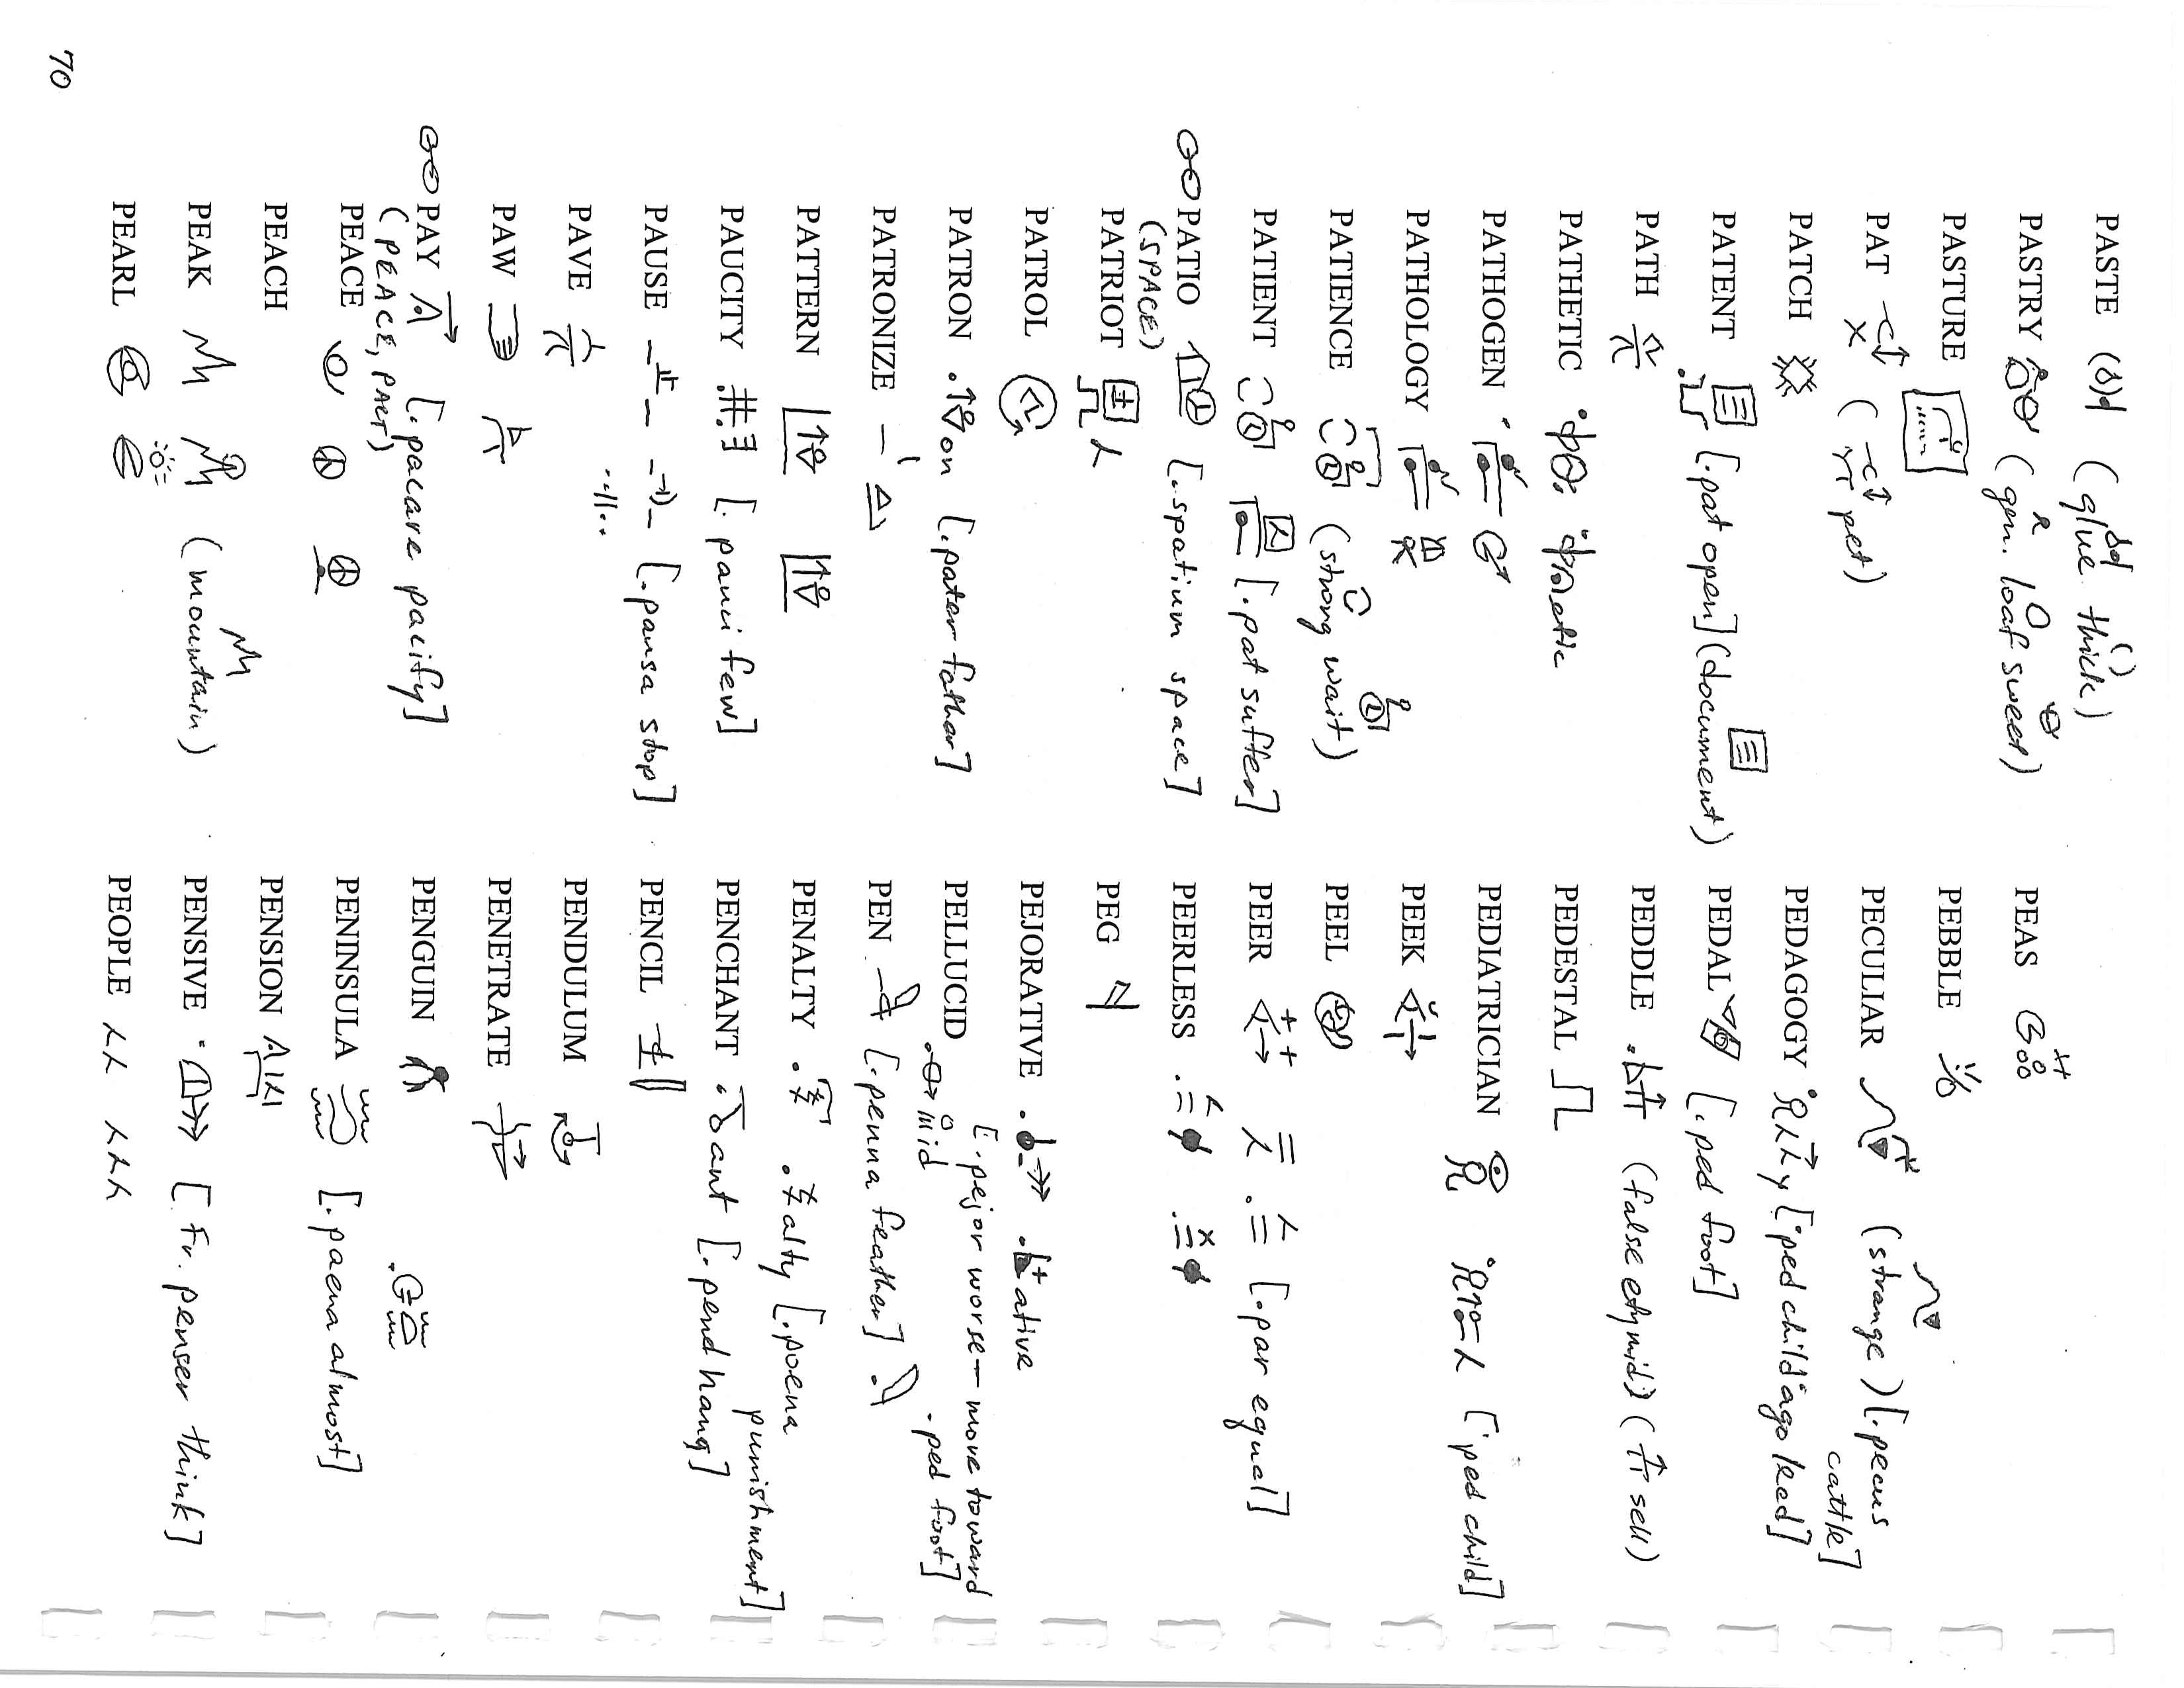 PASTE (glue thick)
PASTRY (gen. loaf sweet)
PASTURE
PAT ( pet)
PATCH
PATENT [.pat open] (document)
PATH
PATHETIC etic
PATHOGEN
PATHOLOGY
PATIENCE (strong wait)
PATIENT [.pat suffer]
PATIO [.spatium space]
(SPACE)
PATRIOT
PATROL
PATRON on [.pater father]
PATRONIZE
PATTERN
PAUCITY [.pauci few]
PAUSE [.pausa stop]
PAVE
PAW
PAY [.pacare pacify]
(PEACE, PACT)
PEACE
PEACH
PEAK (mountain)
PEARL
PEAS
PEBBLE
PECULIAR (strange) [.pecus
cattle]
PEDAGOGY y [·ped child ·ago lead]
PEDAL [.ped foot]
PEDDLE (false etymid) ( sell)
PEDESTAL
PEDIATRICIAN [·ped child]
PEEK
PEEL
PEER [.par equal]
PEERLESS
PEG
PEJORATIVE ative
[.pejor worse — move toward
PELLUCID id .ped foot]
PEN [.penna feather]
PENALTY alty [.poena
punishment]
PENCHANT ant [.pend hang]
PENCIL
PENDULUM
PENETRATE
PENGUIN
PENINSULA [.paena almost]
PENSION
PENSIVE [Fr. penser think]
PEOPLE
70